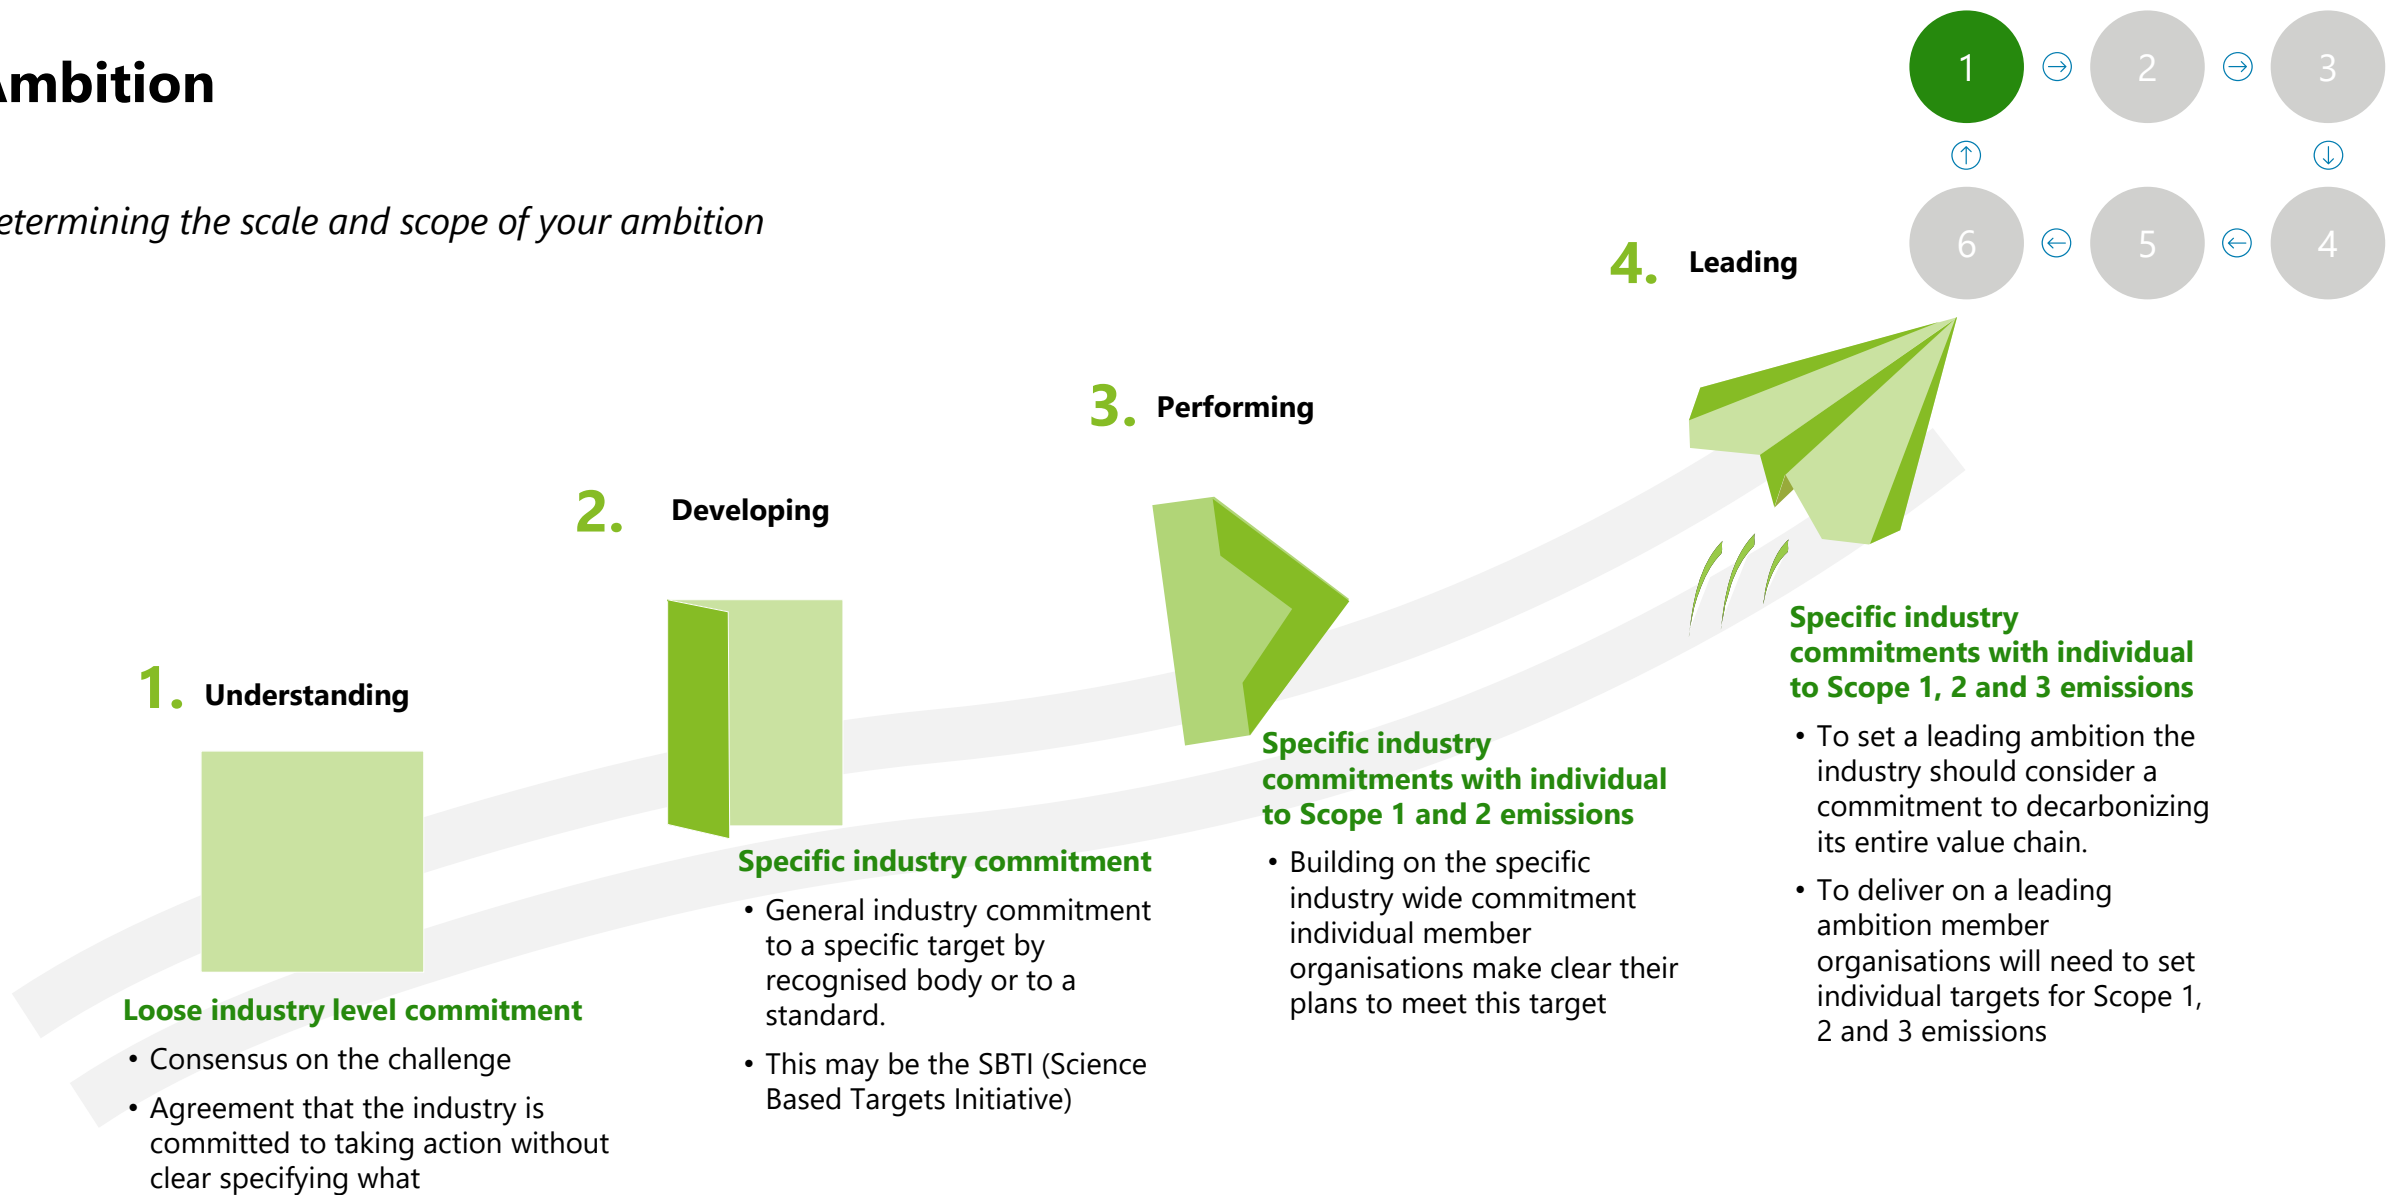 Ambition
etermining the scale and scope of your ambition
1
2
3
6
5
4
4. Leading
3. Performing
2. Developing
1. Understanding
Loose industry level commitment
• Consensus on the challenge
• Agreement that the industry is
committed to taking action without
clear specifying what
Specific industry commitment
• General industry commitment
to a specific target by
recognised body or to a
standard.
• This may be the SBTI (Science
Based Targets Initiative)
Specific industry
commitments with individual
to Scope 1 and 2 emissions
• Building on the specific
industry wide commitment
individual member
organisations make clear their
plans to meet this target
Specific industry
commitments with individual
to Scope 1, 2 and 3 emissions
• To set a leading ambition the
industry should consider a
commitment to decarbonizing
its entire value chain.
• To deliver on a leading
ambition member
organisations will need to set
individual targets for Scope 1,
2 and 3 emissions